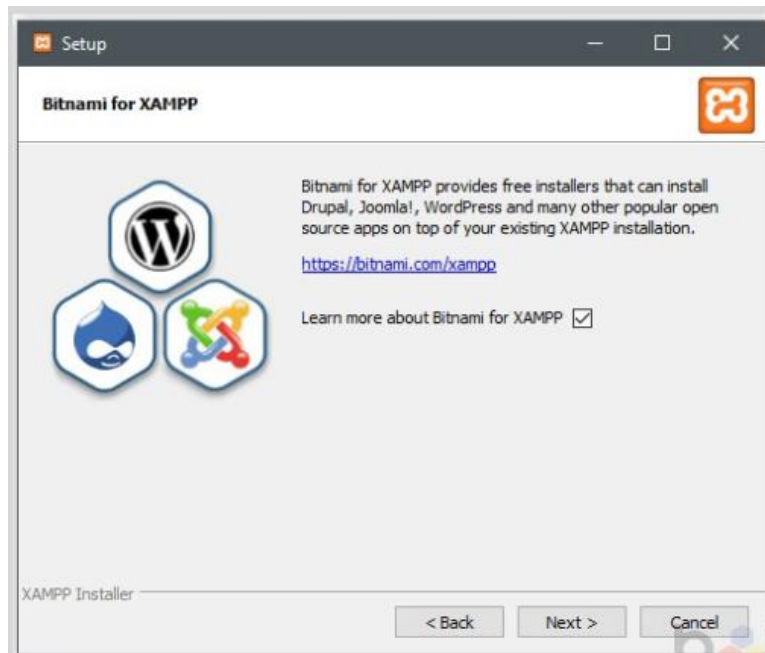 Setup
Bitnami for XAMPP
Bitnami for XAMPP provides free installers that can install
Drupal, Joomla!, WordPress and many other popular open
source apps on top of your existing XAMPP installation.
https://bitnami.com/xampp
Learn more about Bitnami for XAMPP
XAMPP Installer
< Back Next > Cancel